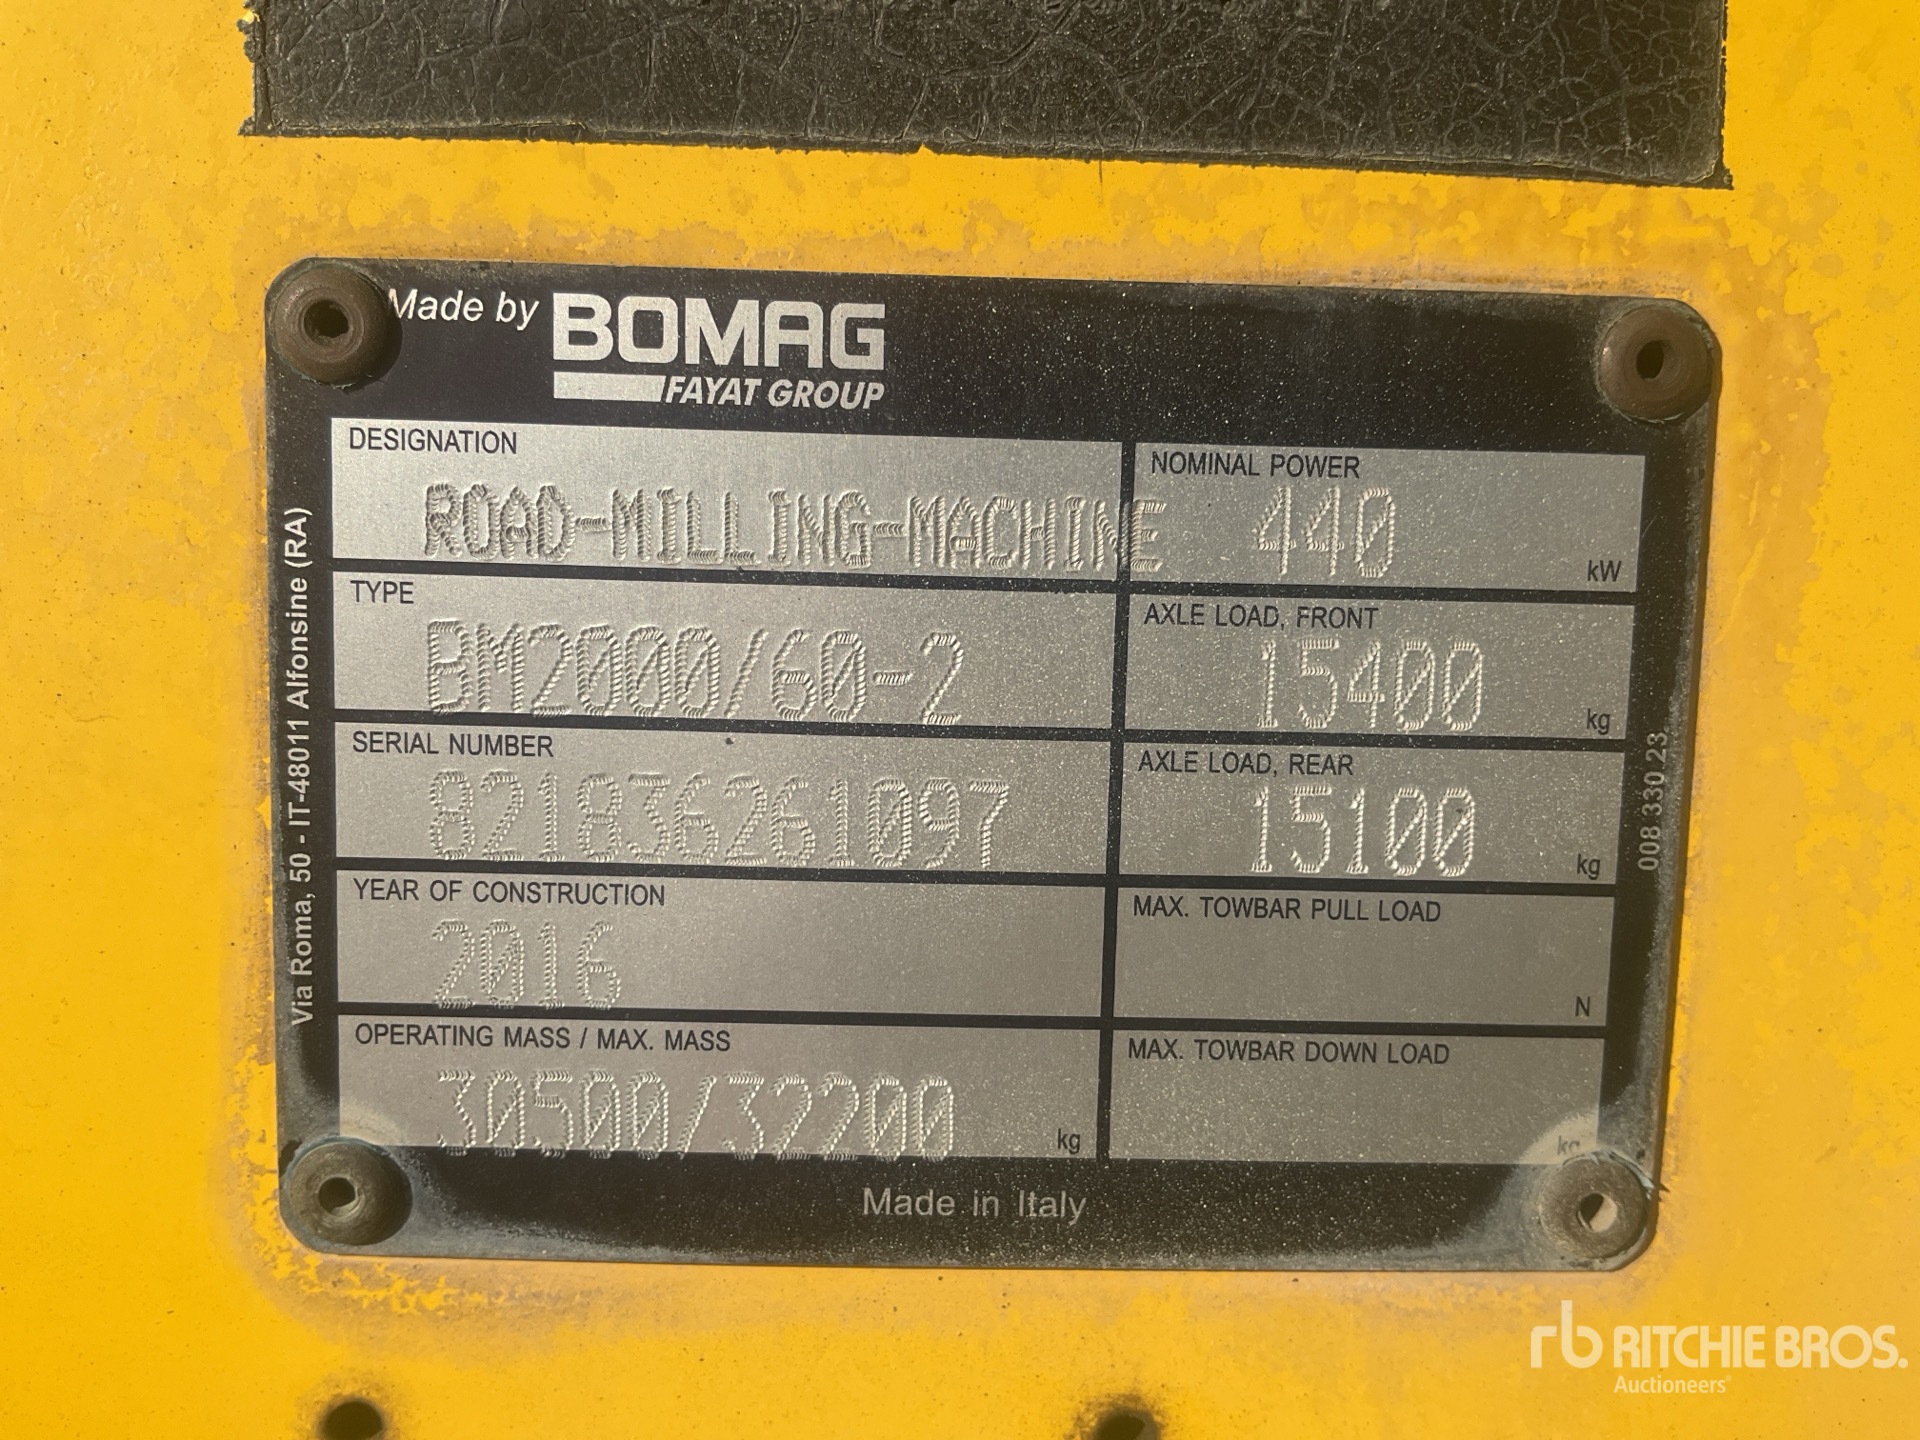 Made by BOMAG
FAYAT GROUP
DESIGNATION
ROAD-MILLING-MACHINE
NOMINAL POWER
440
kW
TYPE
BM2000/60-2
AXLE LOAD, FRONT
15400
kg
SERIAL NUMBER
821836261097
AXLE LOAD, REAR
15100
kg
YEAR OF CONSTRUCTION
2016
MAX. TOWBAR PULL LOAD
N
OPERATING MASS / MAX. MASS
30500/32200
kg
MAX. TOWBAR DOWN LOAD
kg
Made in Italy
Via Roma, 50 - IT-48011 Alfonsine (RA)
008 330 23
rb RITCHIE BROS.
Auctioneers